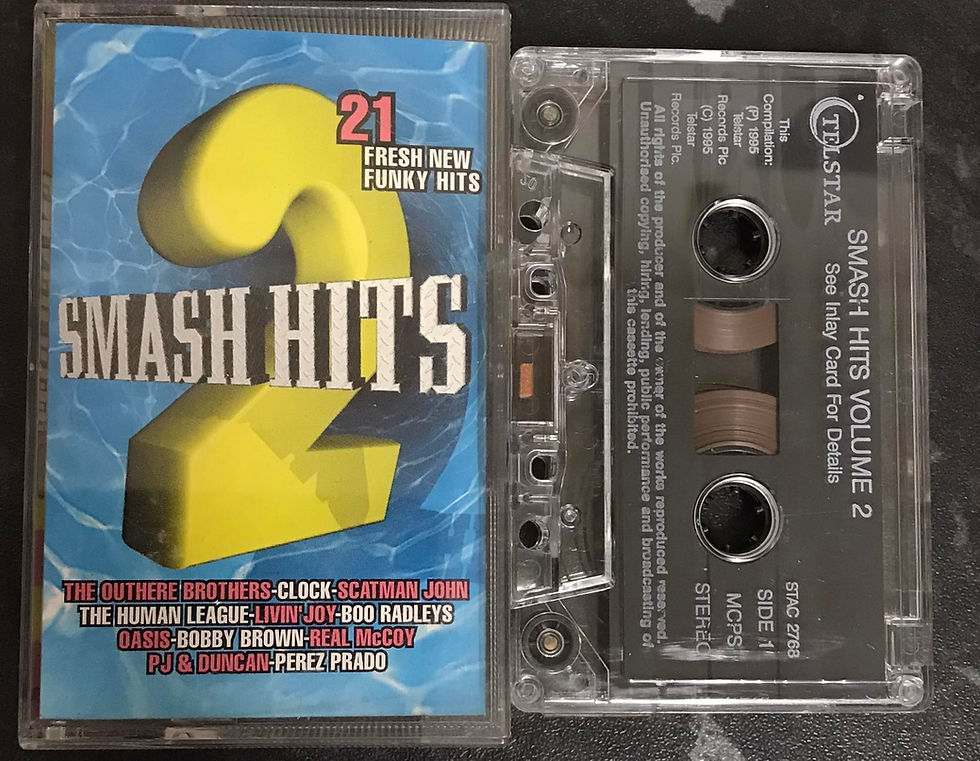 21
FRESH NEW
FUNKY HITS
SMASH HITS
2
THE OUTHERE BROTHERS-CLOCK-SCATMAN JOHN
THE HUMAN LEAGUE-LIVIN' JOY-BOO RADLEYS
OASIS-BOBBY BROWN-REAL McCOY
PJ & DUNCAN-PEREZ PRADO
TELSTAR
SMASH HITS VOLUME 2
See Inlay Card For Details
This
Compilation:
(P) 1995
Telstar
Records Plc
(C) 1995
Telstar
Records Plc.
STAC 2768
SIDE 1
MCPS
STEREO
All rights of the producer and of the owner of the works reproduced reserved.
Unauthorised copying, hiring, lending, public performance and broadcasting of
this cassette prohibited.